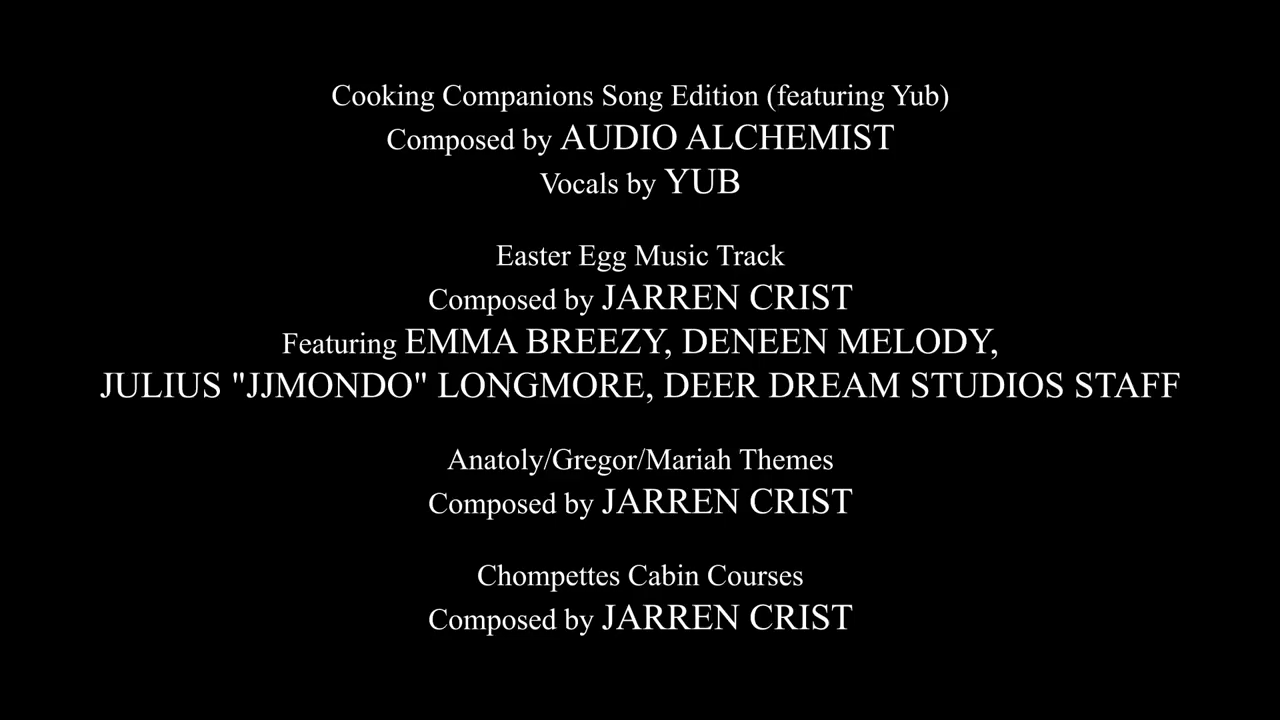 Cooking Companions Song Edition (featuring Yub)
Composed by AUDIO ALCHEMIST
Vocals by YUB
Easter Egg Music Track
Composed by JARREN CRIST
Featuring EMMA BREEZY, DENEEN MELODY,
JULIUS "JJMONDO" LONGMORE, DEER DREAM STUDIOS STAFF
Anatoly/Gregor/Mariah Themes
Composed by JARREN CRIST
Chompettes Cabin Courses
Composed by JARREN CRIST